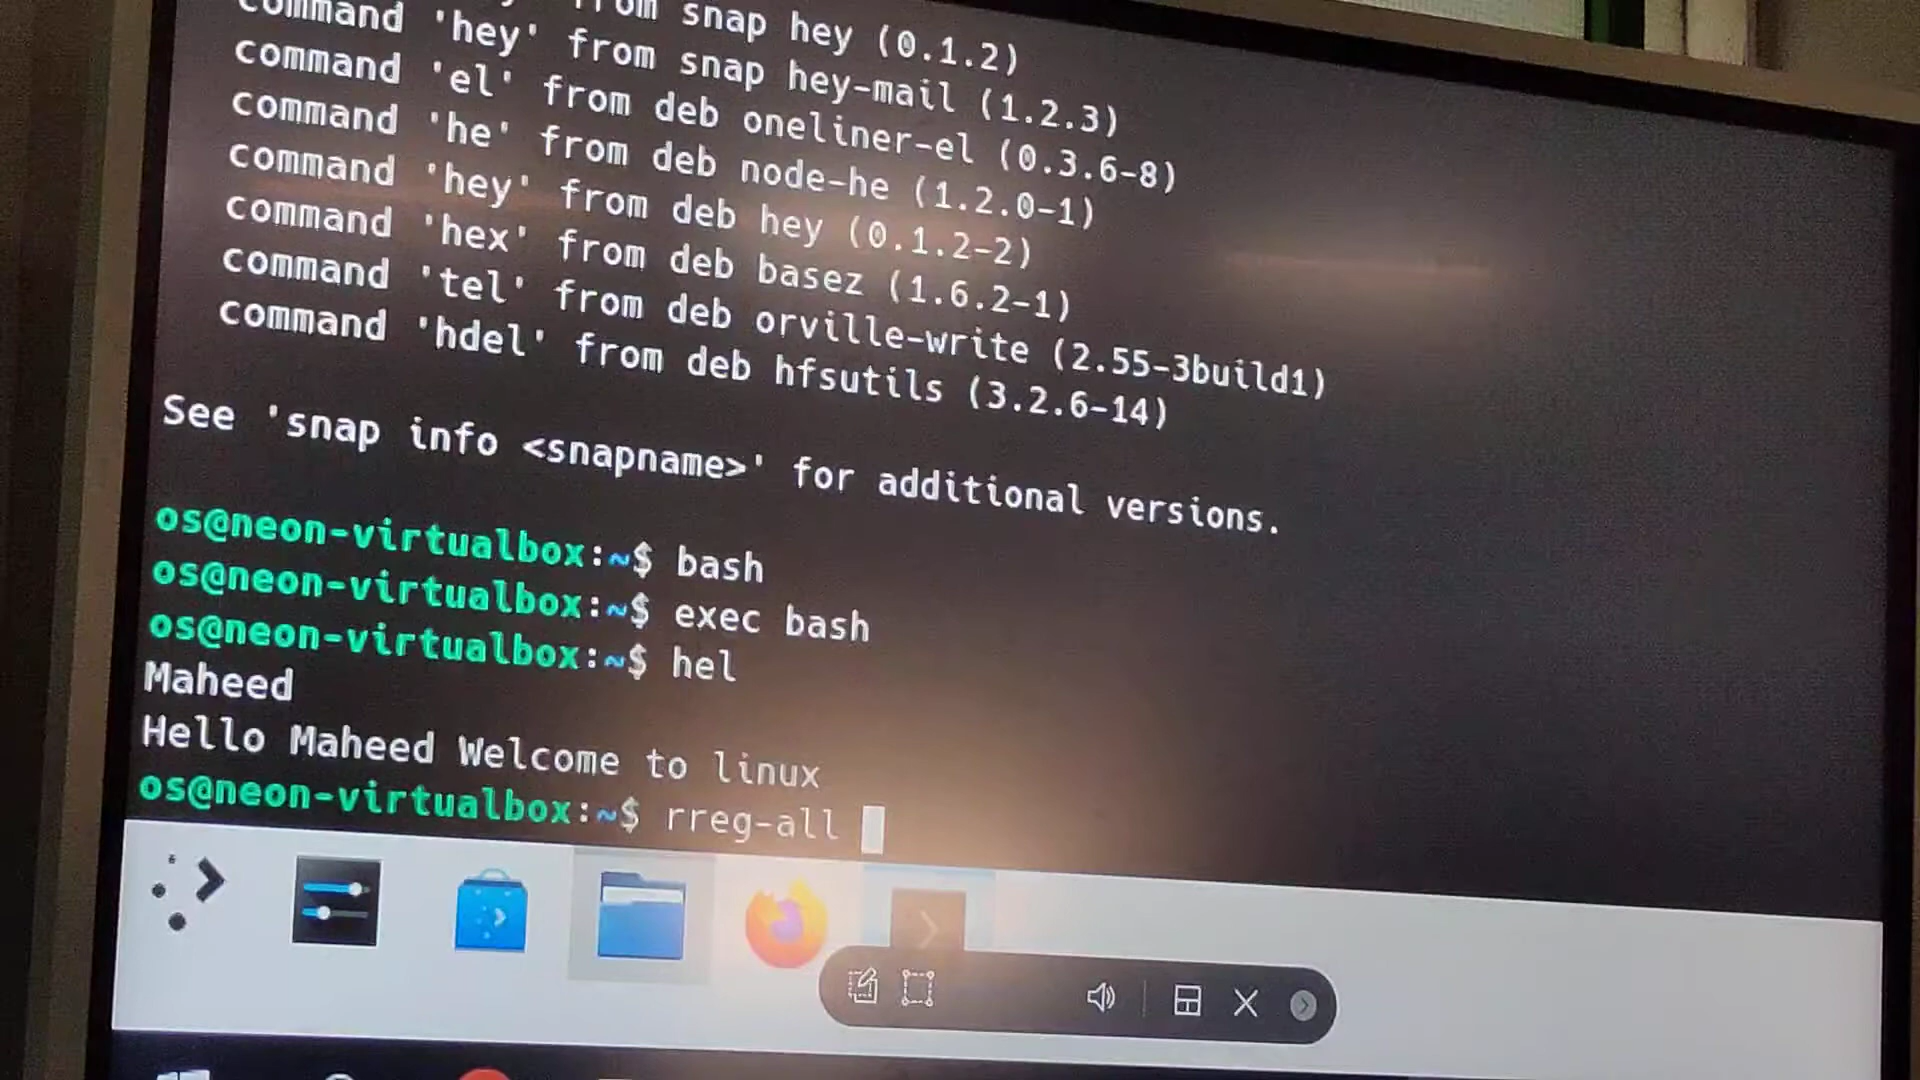 from snap hey (0.1.2)
command 'hey' from snap hey-mail (1.2.3)
command 'el' from deb oneliner-el (0.3.6-8)
command 'he' from deb node-he (1.2.0-1)
command 'hey' from deb hey (0.1.2-2)
command 'hex' from deb basez (1.6.2-1)
command 'tel' from deb orville-write (2.55-3build1)
command 'hdel' from deb hfsutils (3.2.6-14)
See 'snap info <snapname>' for additional versions.
os@neon-virtualbox:~$ bash
os@neon-virtualbox:~$ exec bash
os@neon-virtualbox:~$ hel
Maheed
Hello Maheed Welcome to linux
os@neon-virtualbox:~$ rreg-all